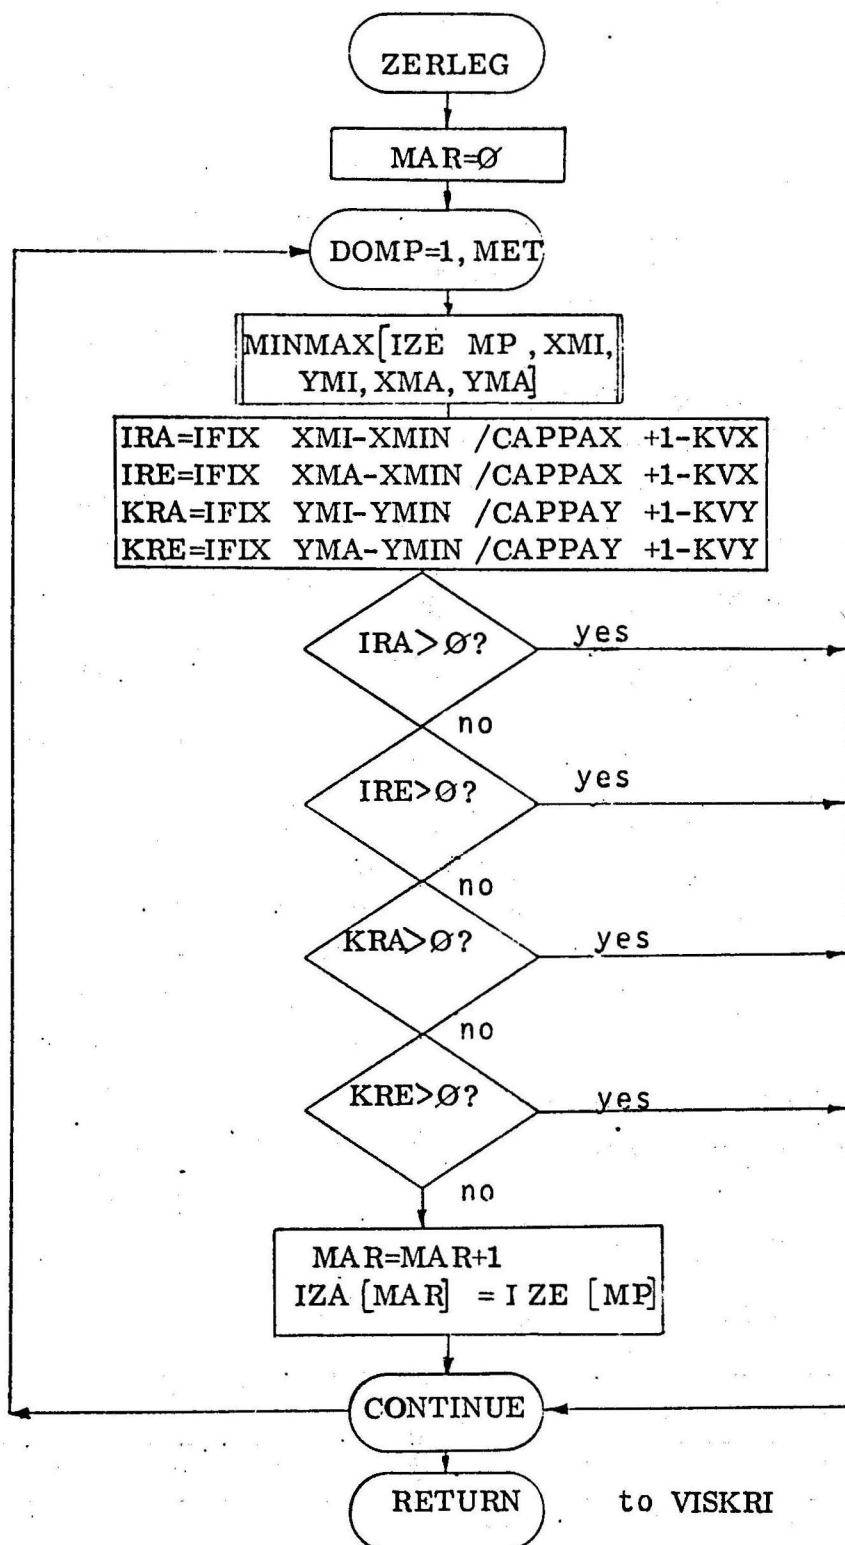 ZERLEG
MAR=Ø
DOMP=1, MET
MINMAX[IZE MP , XMI,
YMI, XMA, YMA]
IRA=IFIX XMI-XMIN /CAPPAX +1-KVX
IRE=IFIX XMA-XMIN /CAPPAX +1-KVX
KRA=IFIX YMI-YMIN /CAPPAY +1-KVY
KRE=IFIX YMA-YMIN /CAPPAY +1-KVY
IRA>Ø?
yes
no
IRE>Ø?
yes
no
KRA>Ø?
yes
no
KRE>Ø?
yes
no
MAR=MAR+1
IZA [MAR] = I ZE [MP]
CONTINUE
RETURN to VISKRI